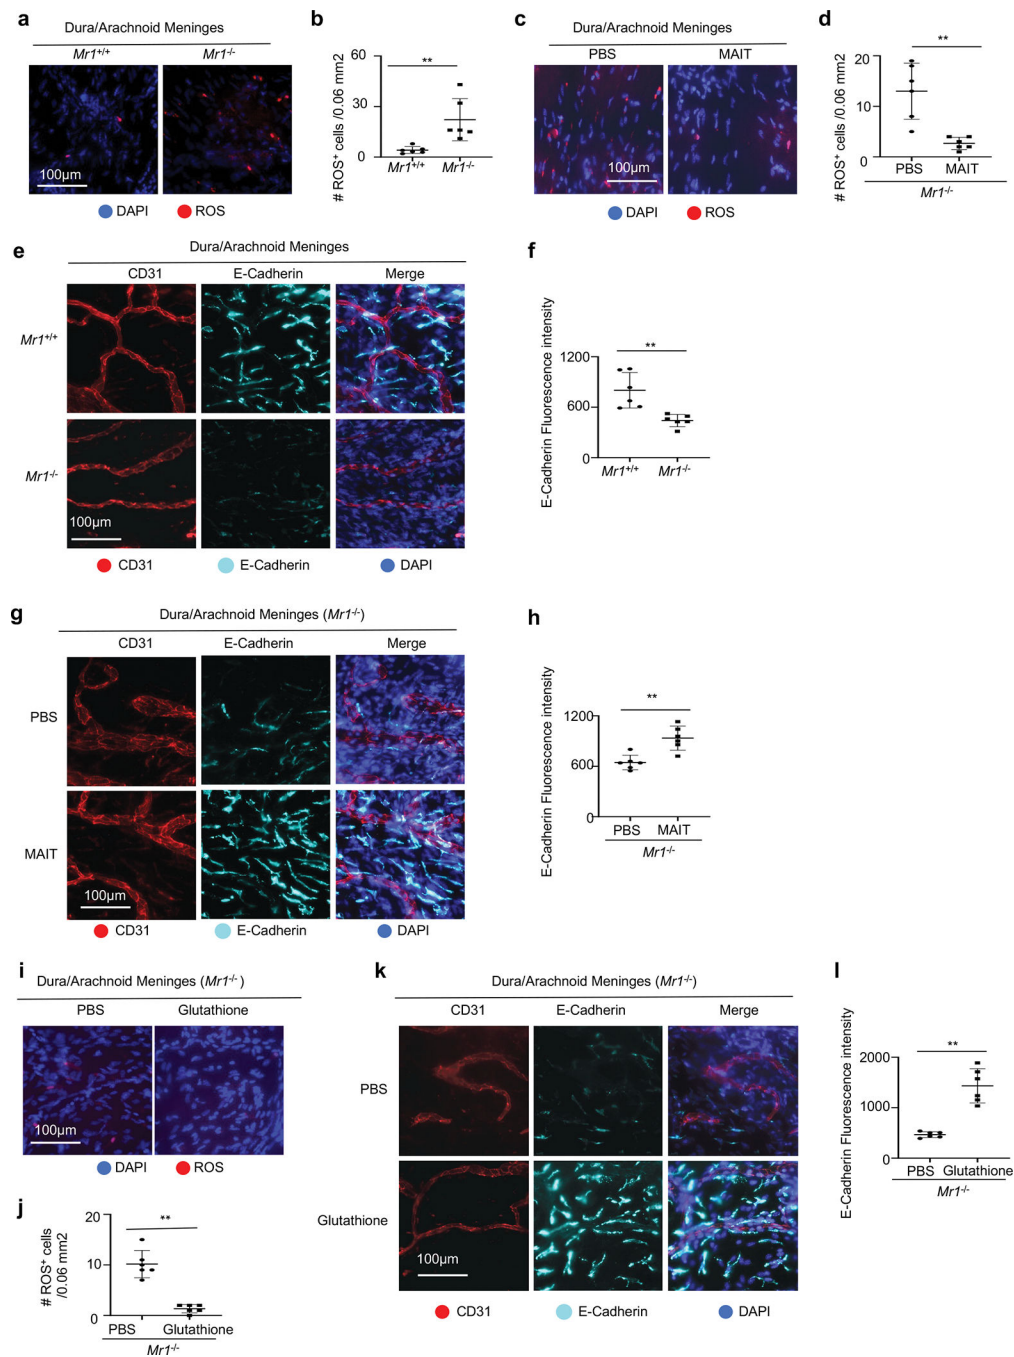 a
Dura/Arachnoid Meninges
Mr1+/+ Mr1-/-
100μm
DAPI ROS
b
# ROS+ cells /0.06 mm2
60
30
0
**
Mr1+/+ Mr1-/-
c
Dura/Arachnoid Meninges
PBS MAIT
100μm
DAPI ROS
d
# ROS+ cells /0.06 mm2
20
10
0
**
PBS MAIT
Mr1-/-
e
Dura/Arachnoid Meninges
CD31 E-Cadherin Merge
Mr1+/+
Mr1-/-
100μm
CD31 E-Cadherin DAPI
f
E-Cadherin Fluorescence intensity
1200
600
0
**
Mr1+/+ Mr1-/-
g
Dura/Arachnoid Meninges (Mr1-/-)
CD31 E-Cadherin Merge
PBS
MAIT
100μm
CD31 E-Cadherin DAPI
h
E-Cadherin Fluorescence intensity
1200
600
0
**
PBS MAIT
Mr1-/-
i
Dura/Arachnoid Meninges (Mr1-/- )
PBS Glutathione
100μm
DAPI ROS
j
# ROS+ cells
/0.06 mm2
20
10
0
**
PBS Glutathione
Mr1-/-
k
Dura/Arachnoid Meninges (Mr1-/-)
CD31 E-Cadherin Merge
PBS
Glutathione
100μm
CD31 E-Cadherin DAPI
l
E-Cadherin Fluorescence intensity
2000
1000
0
**
PBS Glutathione
Mr1-/-